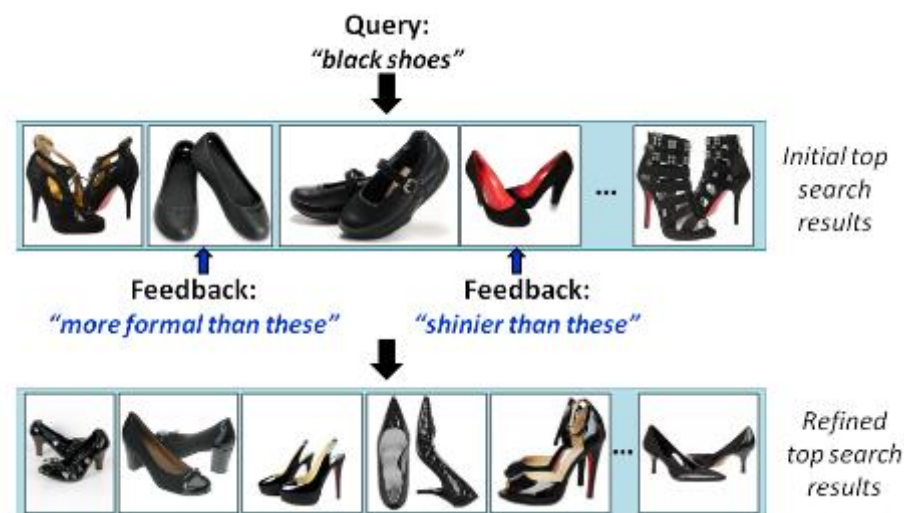 Query:
“black shoes”
Initial top
search
results
...
Feedback:
“more formal than these”
Feedback:
“shinier than these”
Refined
top search
results
...